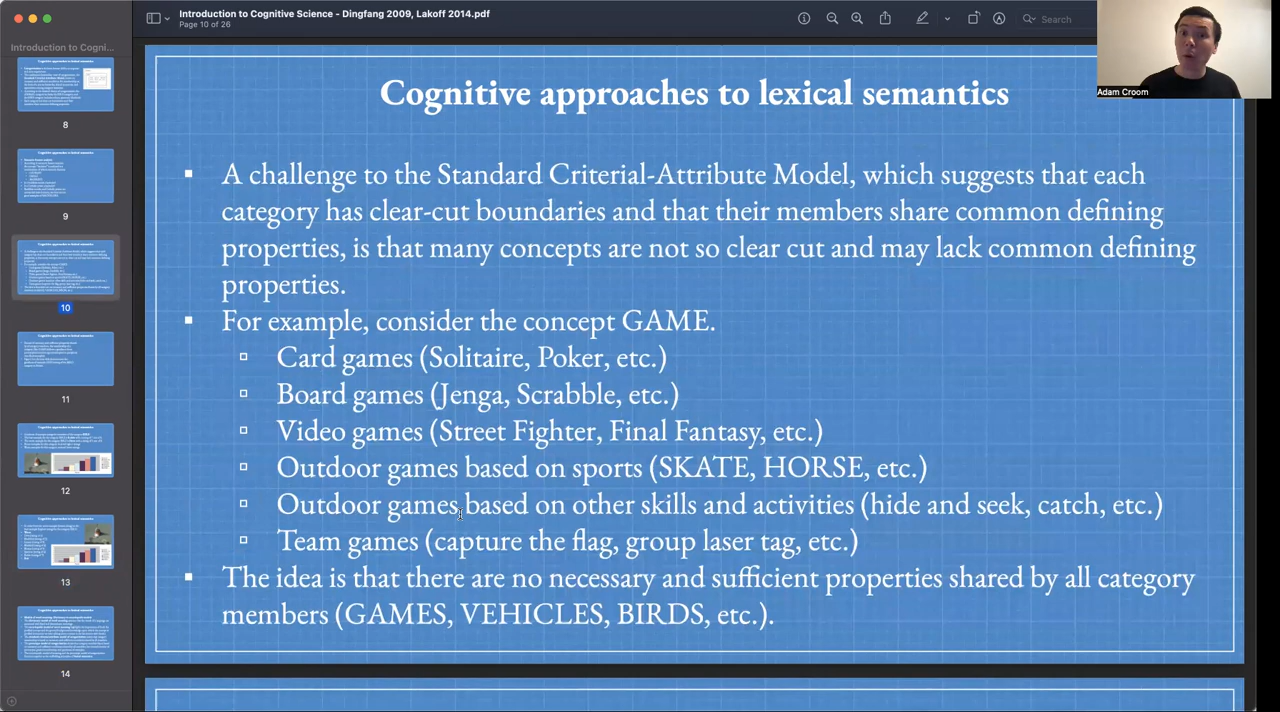 Introduction to Cognitive Science - Dingfang 2009, Lakoff 2014.pdf
Page 10 of 26
Search
Introduction to Cogni...
8
9
10
11
12
13
14
Adam Croom
Cognitive approaches to lexical semantics
A challenge to the Standard Criterial-Attribute Model, which suggests that each
category has clear-cut boundaries and that their members share common defining
properties, is that many concepts are not so clear cut and may lack common defining
properties.
For example, consider the concept GAME.
Card games (Solitaire, Poker, etc.)
Board games (Jenga, Scrabble, etc.)
Video games (Street Fighter, Final Fantasy, etc.)
Outdoor games based on sports (SKATE, HORSE, etc.)
Outdoor games based on other skills and activities (hide and seek, catch, etc.)
Team games (capture the flag, group laser tag, etc.)
The idea is that there are no necessary and sufficient properties shared by all category
members (GAMES, VEHICLES, BIRDS, etc.).